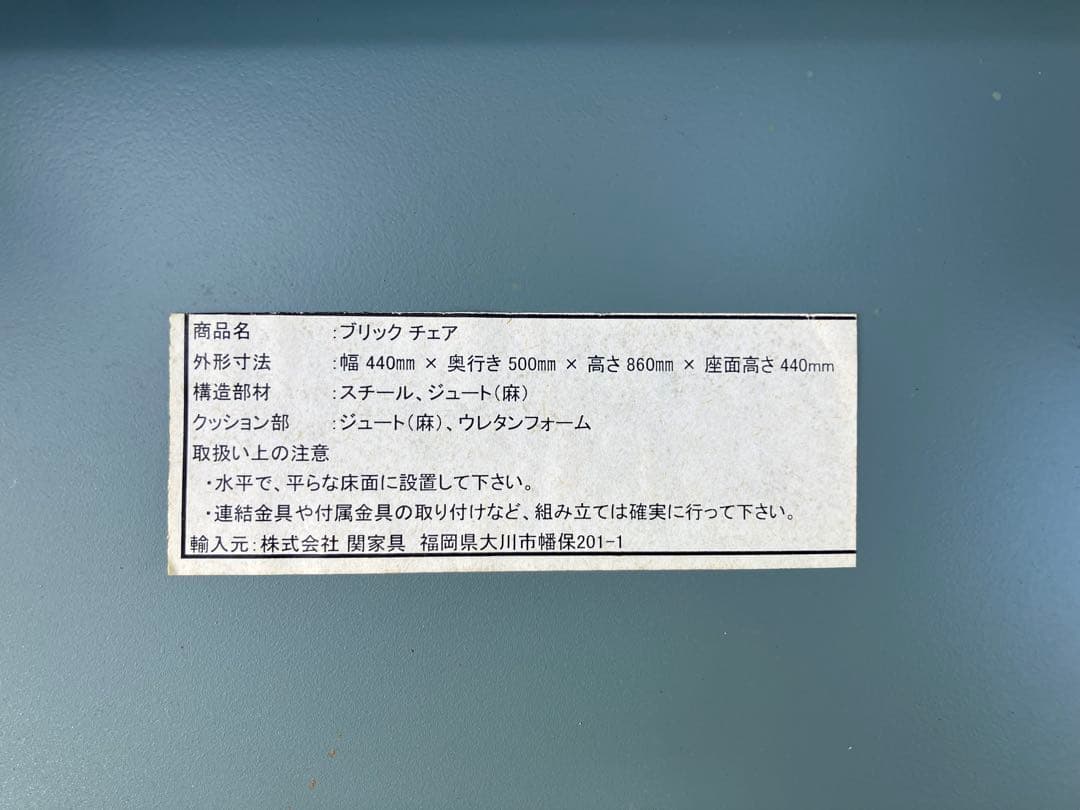 商品名　　　：ブリック チェア
外形寸法　　：幅 440㎜ × 奥行き 500㎜ × 高さ 860㎜ × 座面高さ 440mm
構造部材　　：スチール、ジュート（麻）
クッション部　：ジュート（麻）、ウレタンフォーム
取扱い上の注意
・水平で、平らな床面に設置して下さい。
・連結金具や付属金具の取り付けなど、組み立ては確実に行って下さい。
輸入元：株式会社 関家具　福岡県大川市幡保201-1